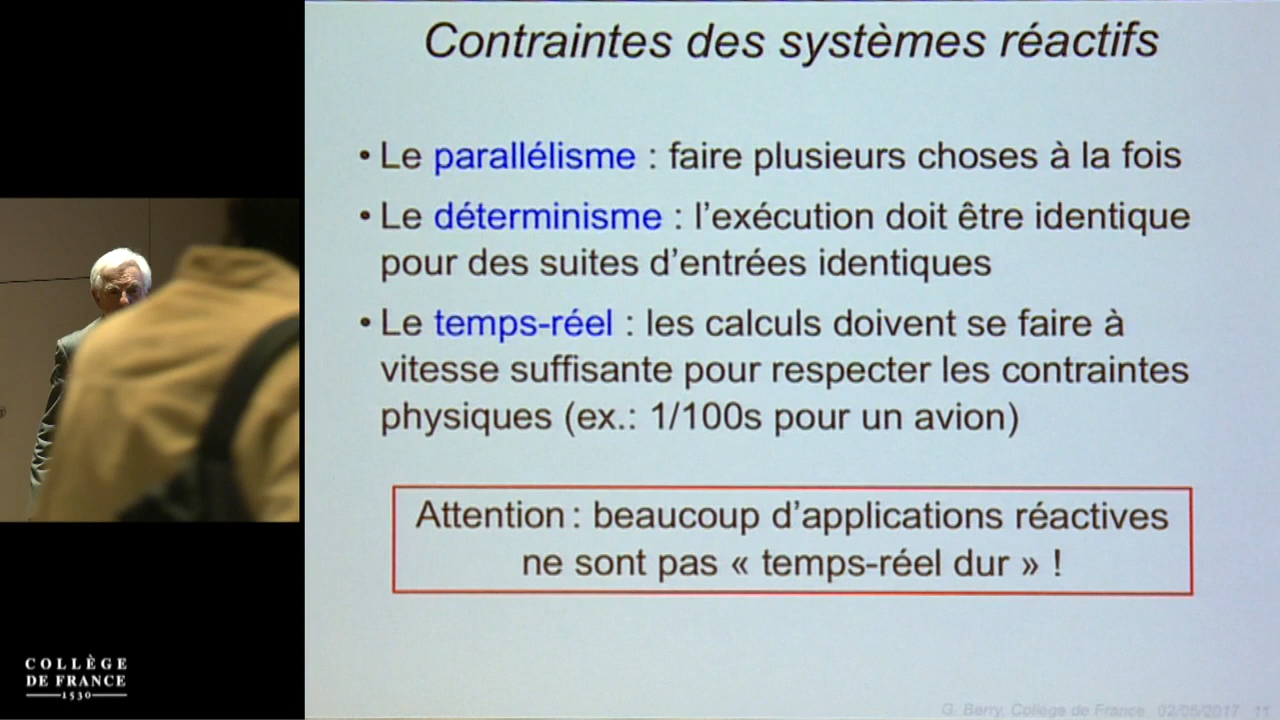 Contraintes des systèmes réactifs
• Le parallélisme : faire plusieurs choses à la fois
• Le déterminisme : l’exécution doit être identique
pour des suites d’entrées identiques
• Le temps-réel : les calculs doivent se faire à
vitesse suffisante pour respecter les contraintes
physiques (ex.: 1/100s pour un avion)
Attention : beaucoup d’applications réactives
ne sont pas « temps-réel dur » !
COLLÈGE
DE FRANCE
1530
G. Berry, Collège de France 02/05/2017 11